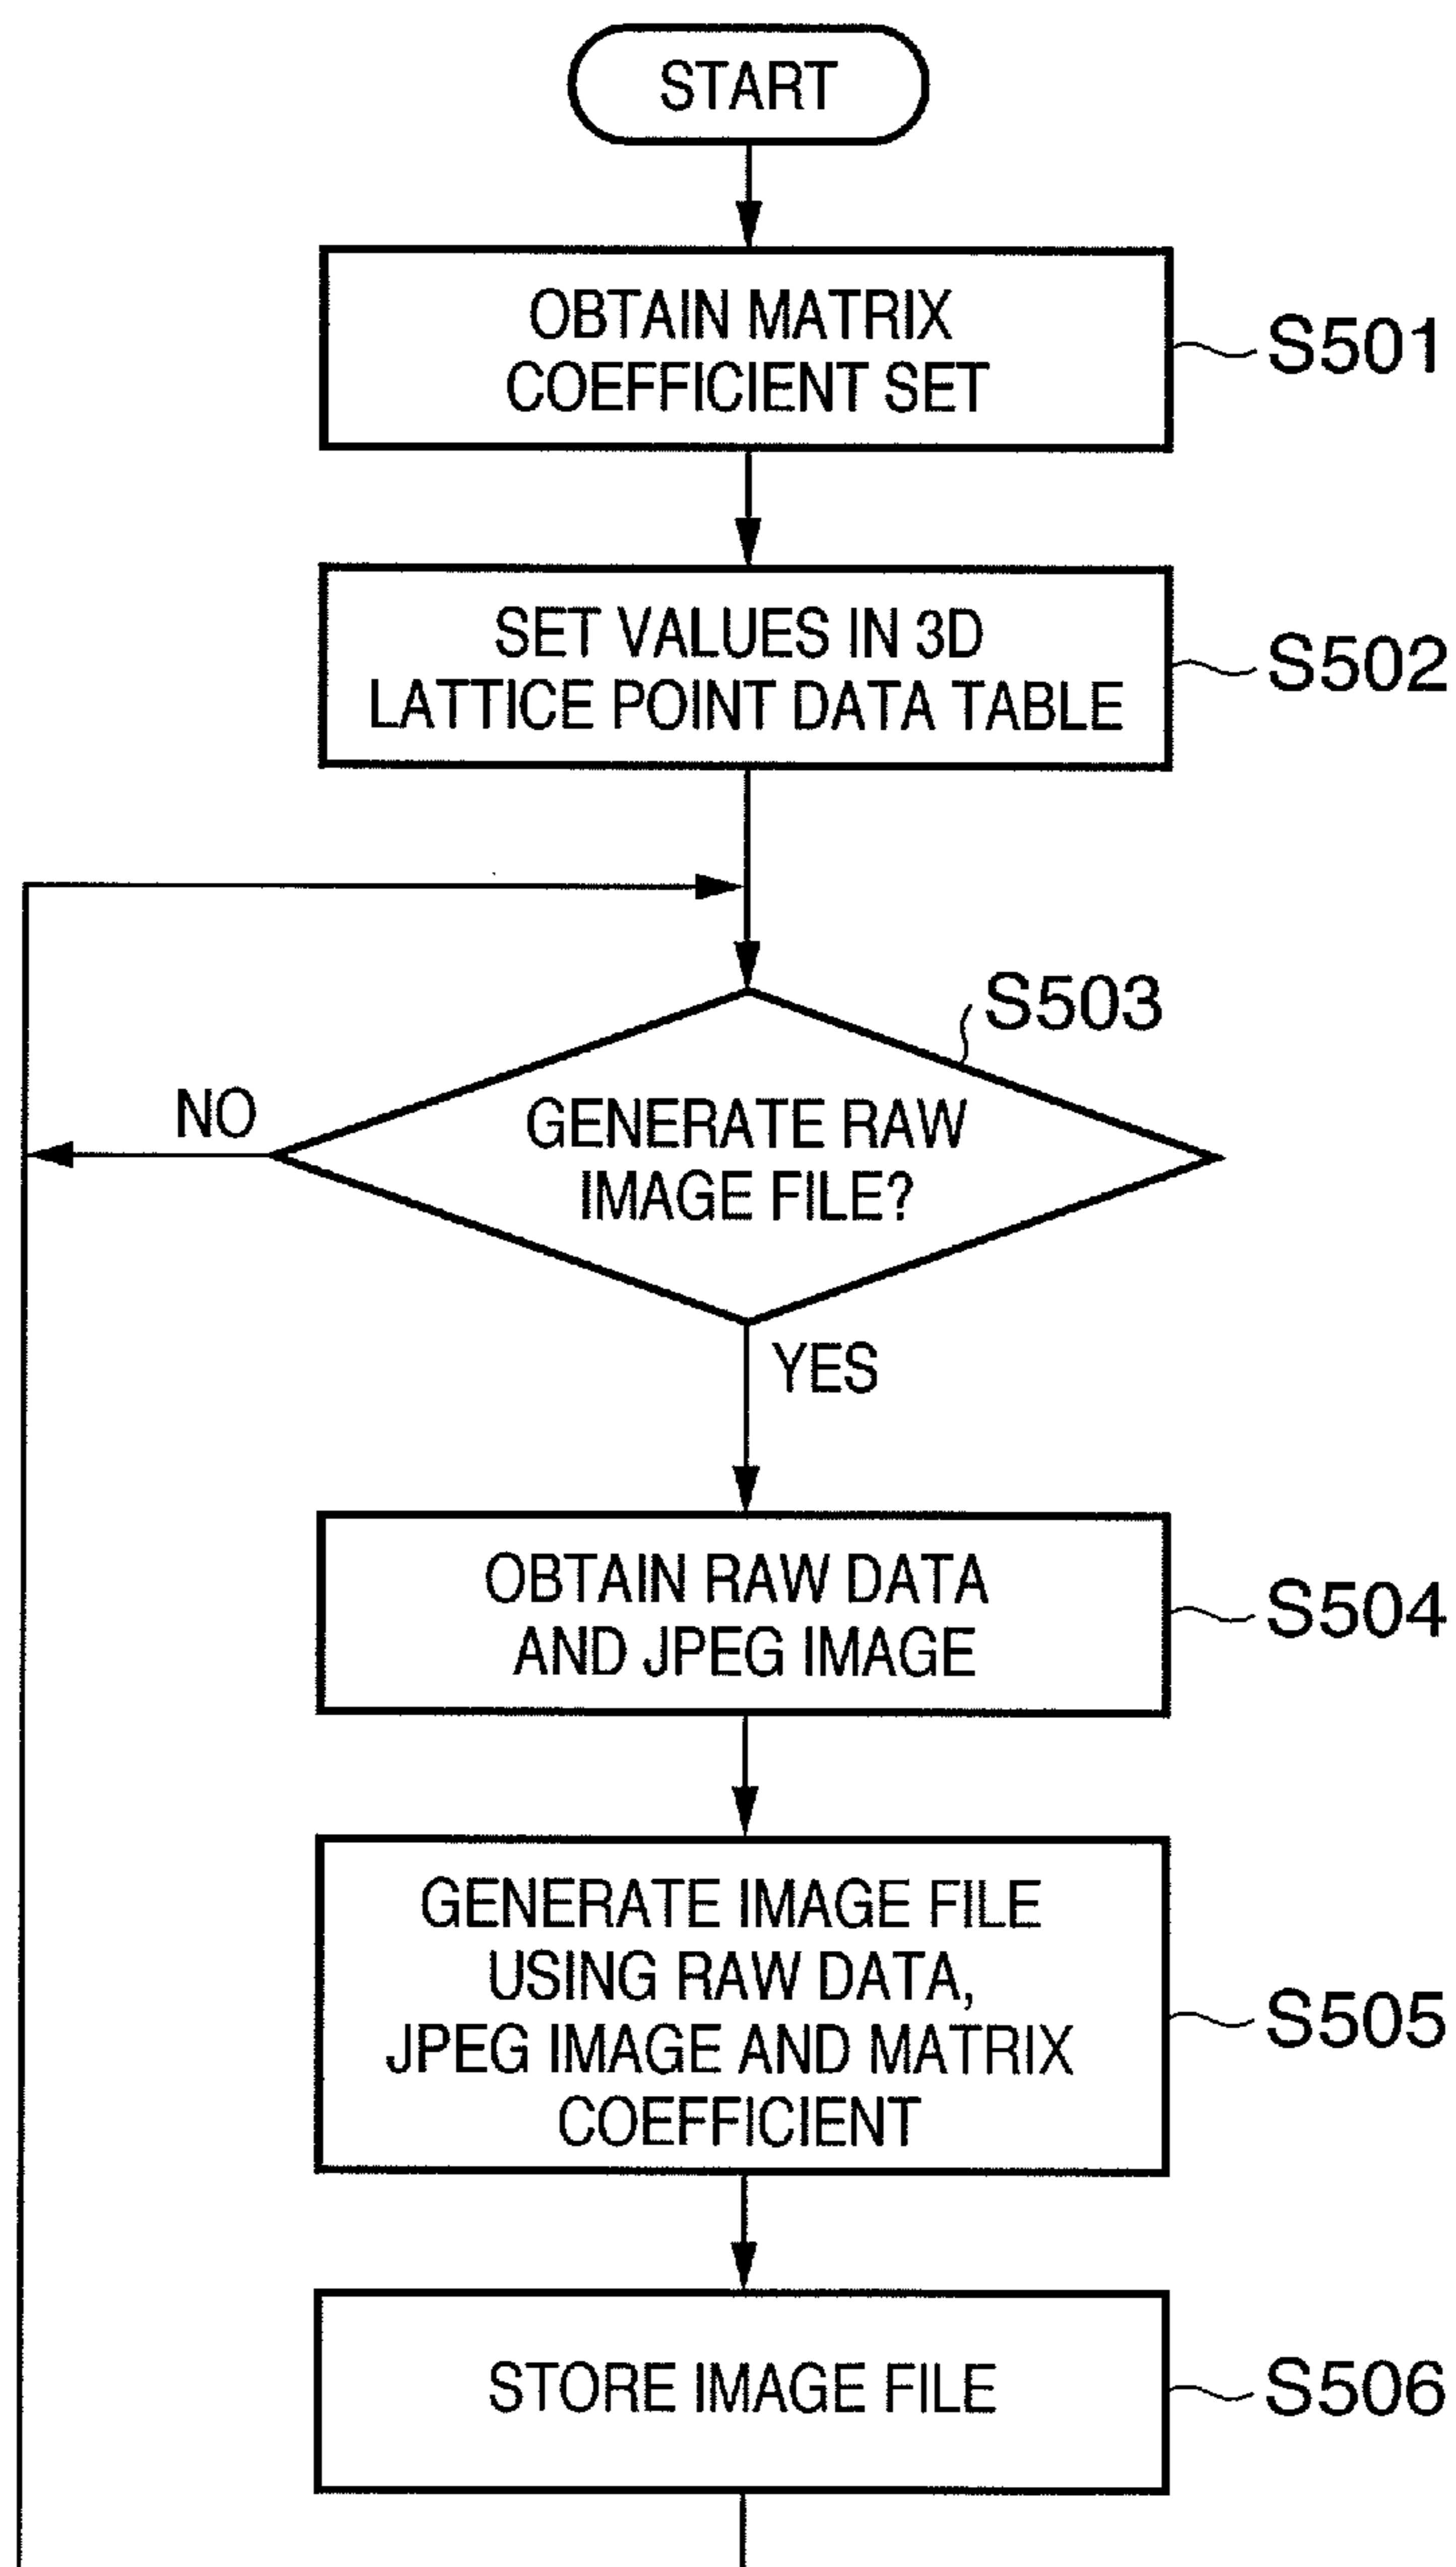 START
OBTAIN MATRIX
COEFFICIENT SET
S501
SET VALUES IN 3D
LATTICE POINT DATA TABLE
S502
S503
GENERATE RAW
IMAGE FILE?
NO
YES
OBTAIN RAW DATA
AND JPEG IMAGE
S504
GENERATE IMAGE FILE
USING RAW DATA,
JPEG IMAGE AND MATRIX
COEFFICIENT
S505
STORE IMAGE FILE
S506